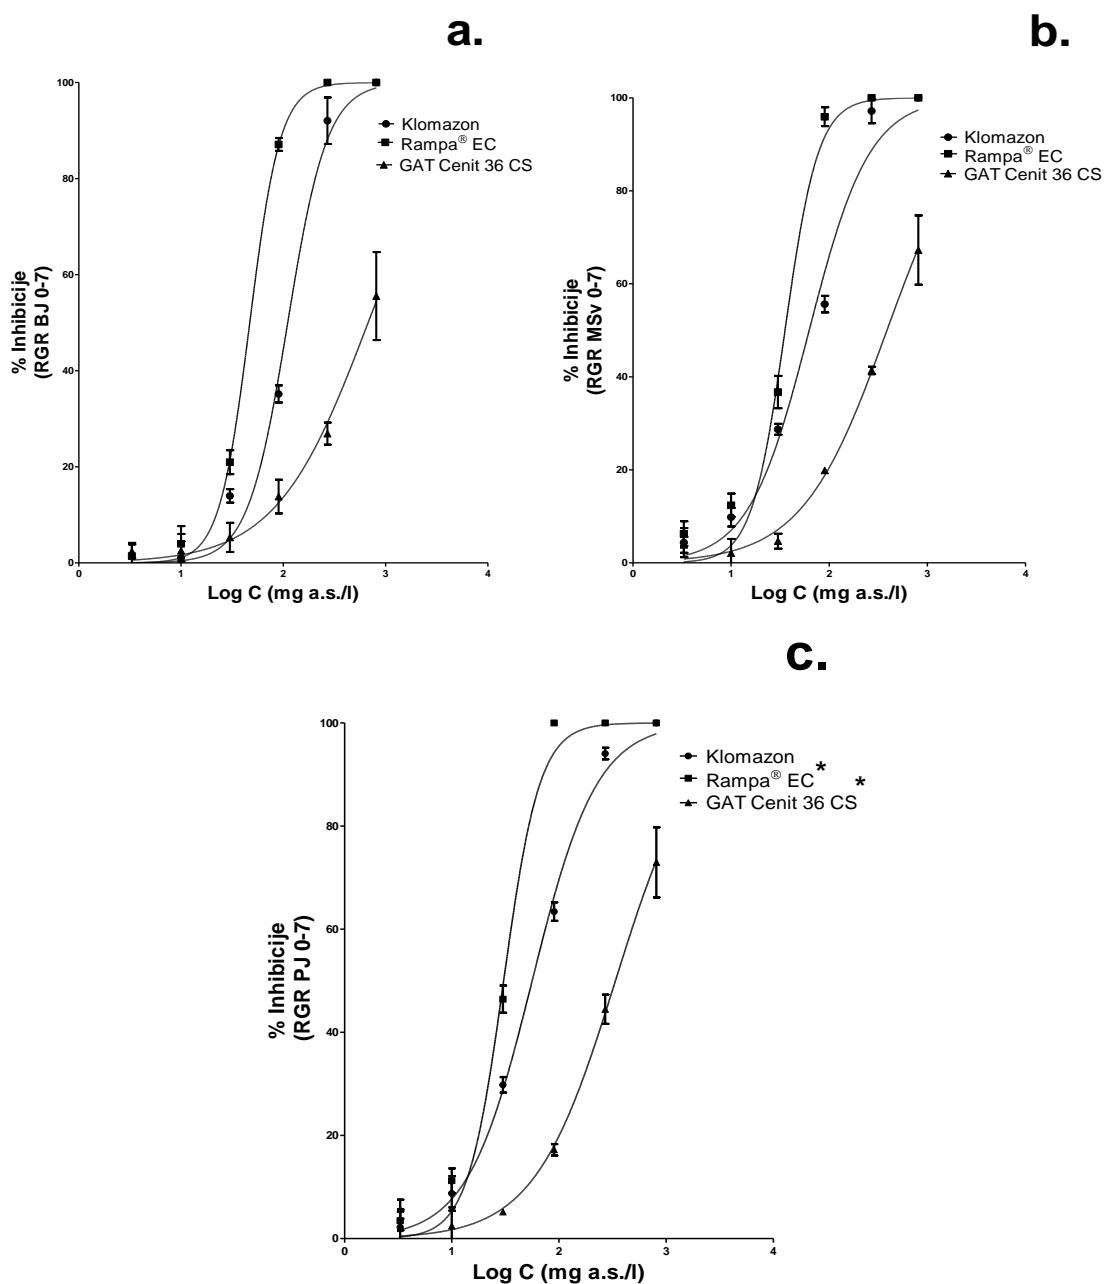 a.
100
80
60
40
20
0
0
1
2
3
4
% Inhibicije
(RGR BJ 0-7)
Log C (mg a.s./l)
Klomazon
Rampa® EC
GAT Cenit 36 CS
b.
100
80
60
40
20
0
0
1
2
3
4
% Inhibicije
(RGR MSv 0-7)
Log C (mg a.s./l)
Klomazon
Rampa® EC
GAT Cenit 36 CS
c.
100
80
60
40
20
0
0
1
2
3
4
% Inhibicije
(RGR PJ 0-7)
Log C (mg a.s./l)
Klomazon
Rampa® EC*
GAT Cenit 36 CS*